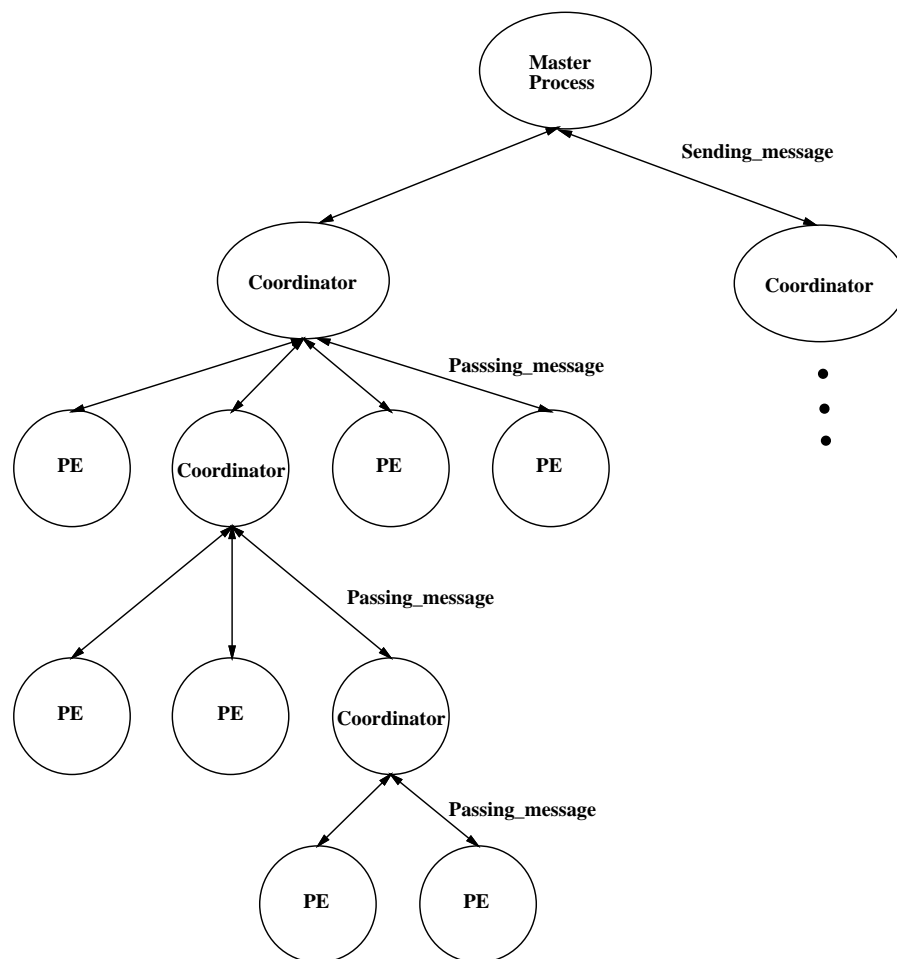 Master
Process
Sending_message
Coordinator
Coordinator
Passsing_message
PE
Coordinator
PE
PE
Passing_message
PE
PE
Coordinator
Passing_message
PE
PE